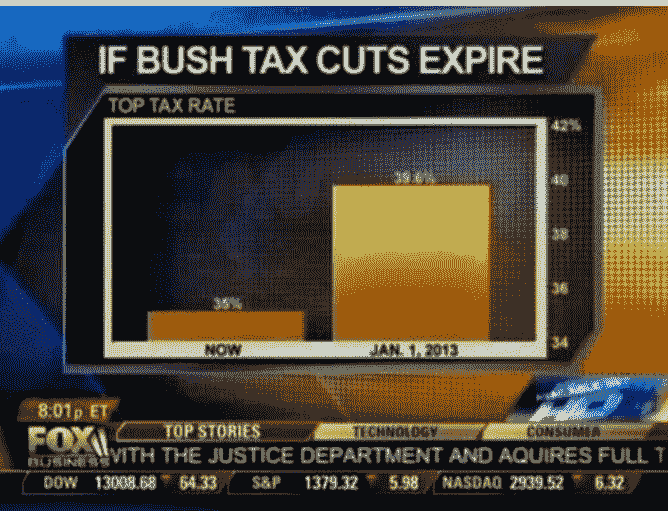 IF BUSH TAX CUTS EXPIRE
TOP TAX RATE
42%
40
38
36
34
35%
39.6%
NOW JAN. 1, 2013
8:01p ET
FOX BUSINESS
TOP STORIES TECHNOLOGY CONSUMER
WITH THE JUSTICE DEPARTMENT AND AQUIRES FULL T
DOW 13008.68 64.33 S&P 1379.32 5.98 NASDAQ 2939.52 6.32